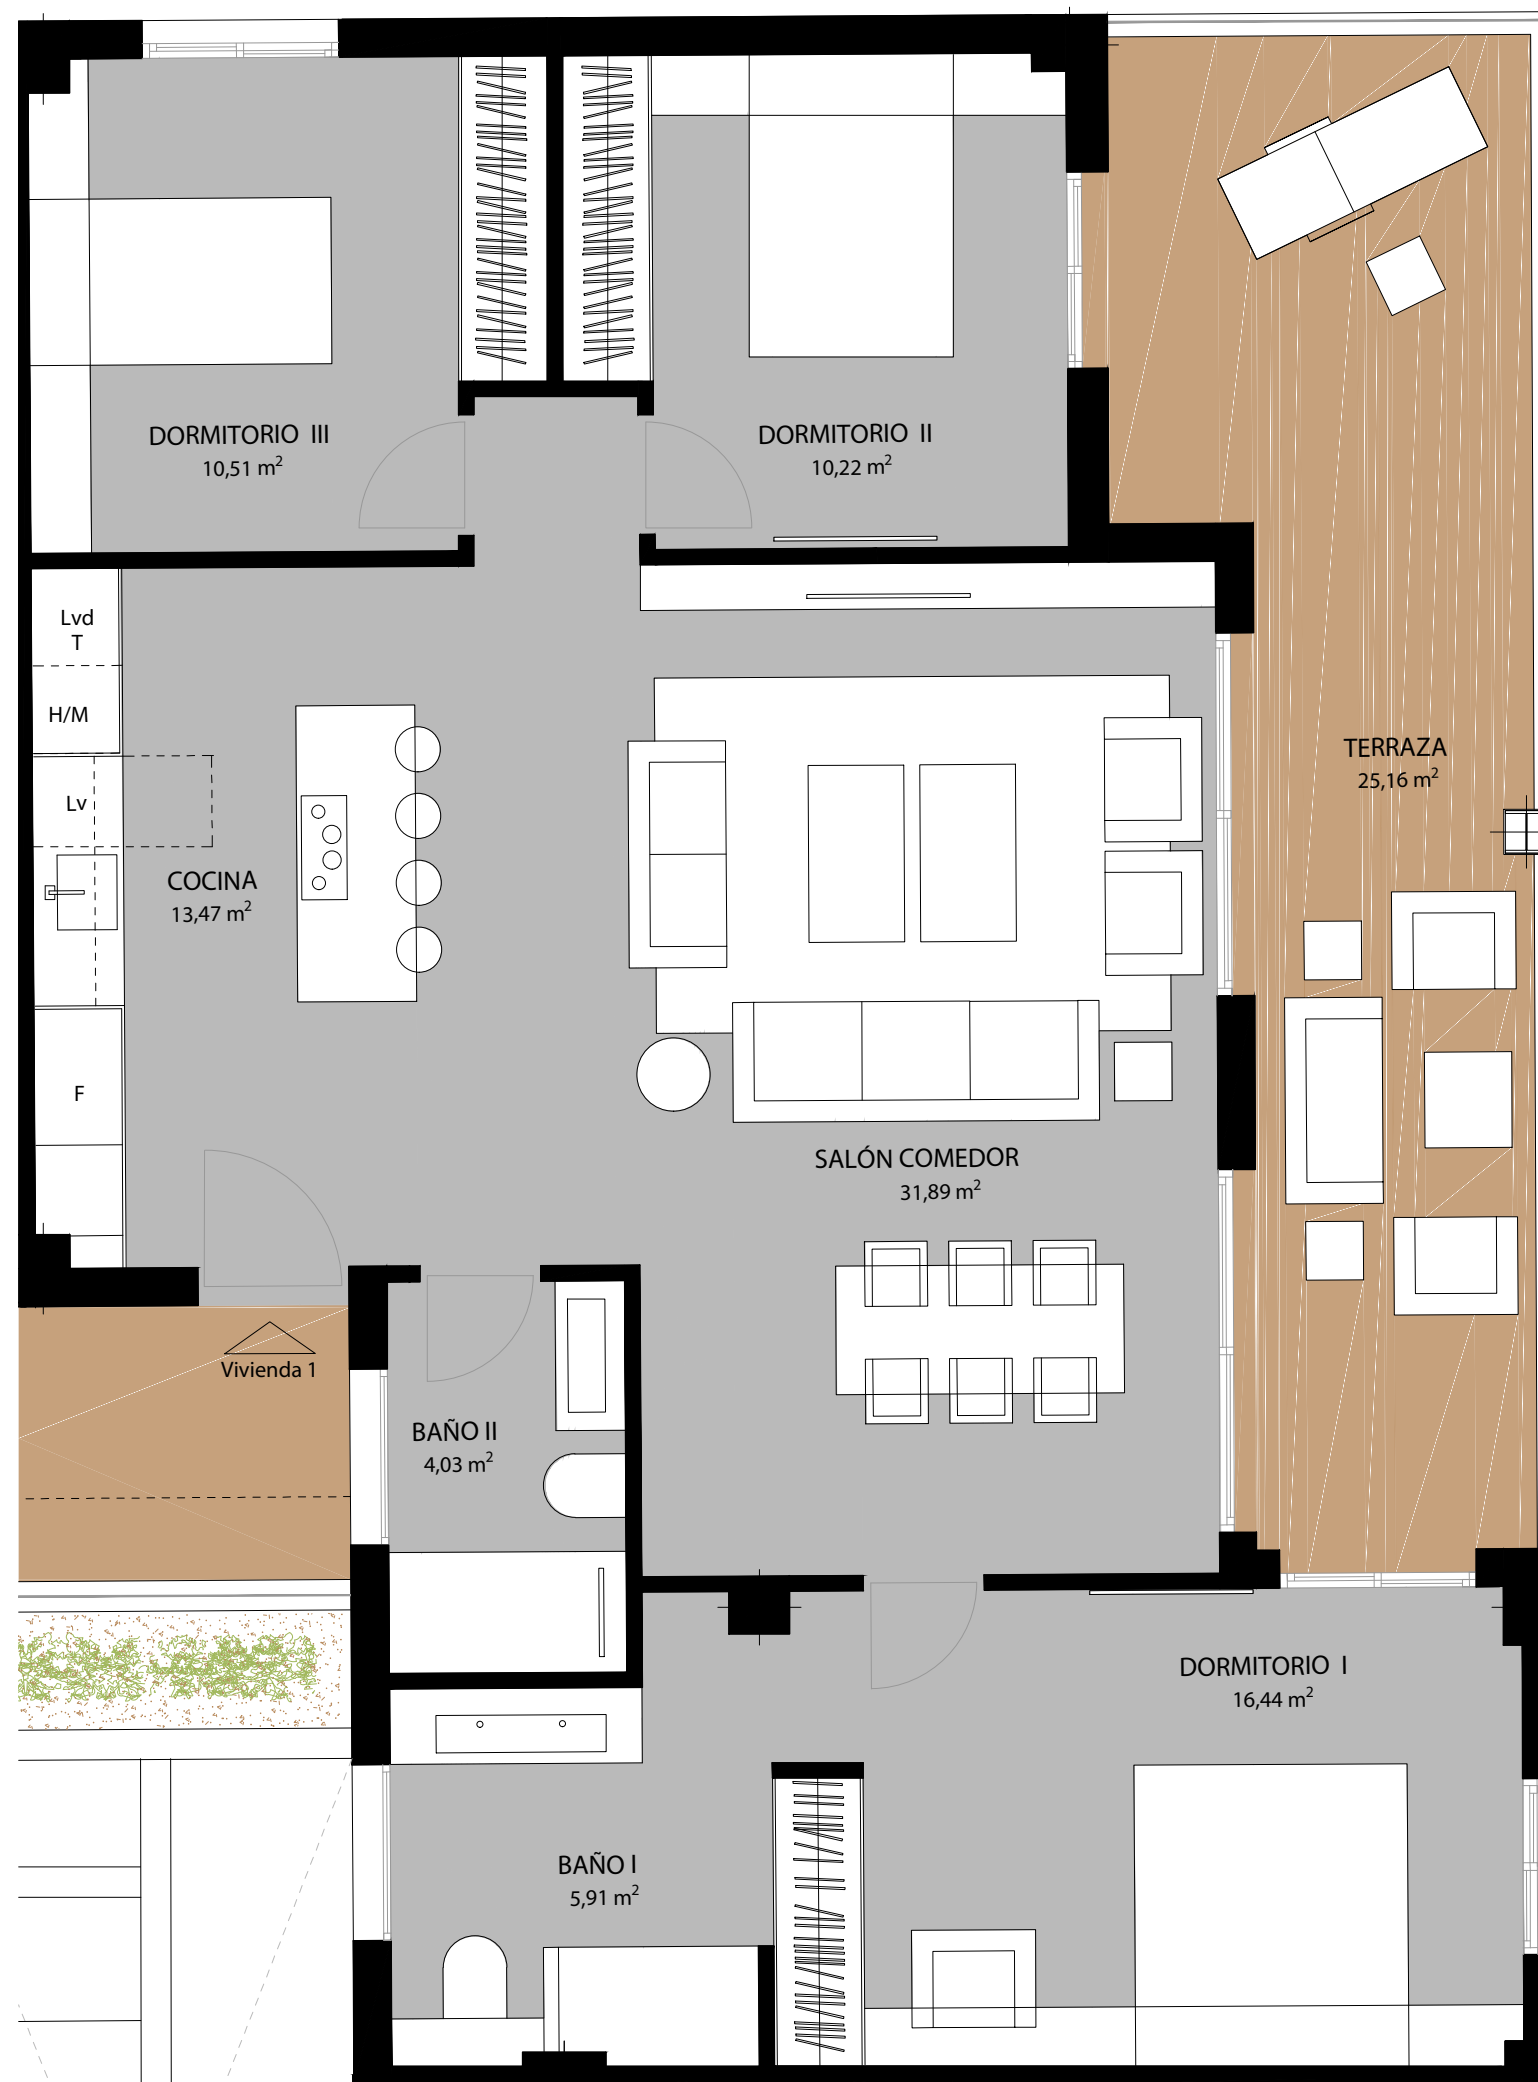 DORMITORIO III
10,51 m²
DORMITORIO II
10,22 m²
Lvd
T
H/M
Lv
COCINA
13,47 m²
F
TERRAZA
25,16 m²
SALÓN COMEDOR
31,89 m²
Vivienda 1
BAÑO II
4,03 m²
DORMITORIO I
16,44 m²
BAÑO I
5,91 m²